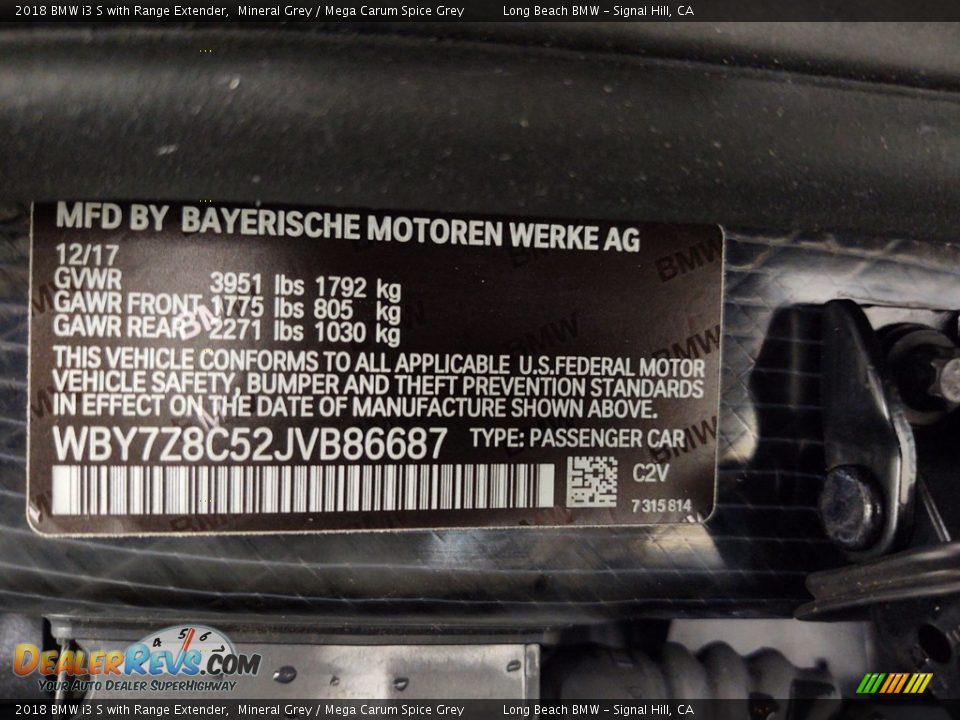 2018 BMW i3 S with Range Extender,  Mineral Grey / Mega Carum Spice Grey     Long Beach BMW - Signal Hill, CA
MFD BY BAYERISCHE MOTOREN WERKE AG
12/17
GVWR 3951 lbs 1792 kg
GAWR FRONT 1775 lbs 805 kg
GAWR REAR 2271 lbs 1030 kg
THIS VEHICLE CONFORMS TO ALL APPLICABLE U.S.FEDERAL MOTOR
VEHICLE SAFETY, BUMPER AND THEFT PREVENTION STANDARDS
IN EFFECT ON THE DATE OF MANUFACTURE SHOWN ABOVE.
WBY7Z8C52JVB86687 TYPE: PASSENGER CAR
C2V
7315814
4 5 6
DEALERREVS.COM
YOUR AUTO DEALER SUPERHIGHWAY
2018 BMW i3 S with Range Extender,  Mineral Grey / Mega Carum Spice Grey     Long Beach BMW - Signal Hill, CA